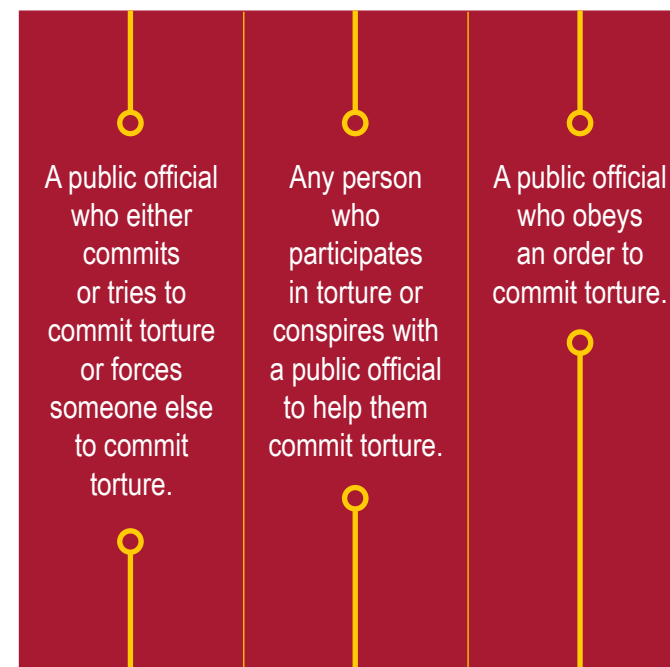 A public official
who either
commits
or tries to
commit torture
or forces
someone else
to commit
torture.
Any person
who
participates
in torture or
conspires with
a public official
to help them
commit torture.
A public official
who obeys
an order to
commit torture.